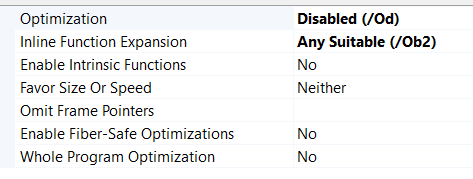 Optimization Disabled (/Od)
Inline Function Expansion Any Suitable (/Ob2)
Enable Intrinsic Functions No
Favor Size Or Speed Neither
Omit Frame Pointers
Enable Fiber-Safe Optimizations No
Whole Program Optimization No